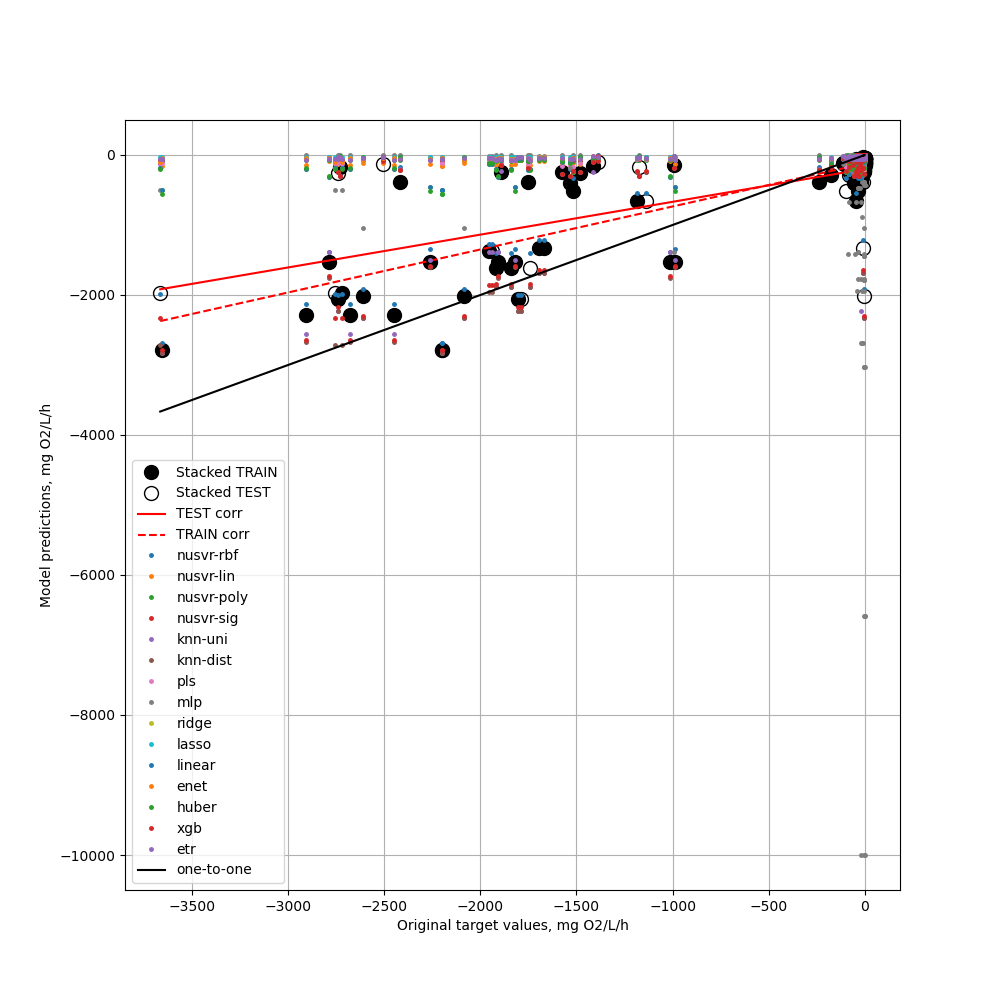 0
−2000
−4000
−6000
−8000
−10000
Model predictions, mg O2/L/h
Stacked TRAIN
Stacked TEST
TEST corr
TRAIN corr
nusvr-rbf
nusvr-lin
nusvr-poly
nusvr-sig
knn-uni
knn-dist
pls
mlp
ridge
lasso
linear
enet
huber
xgb
etr
one-to-one
−3500 −3000 −2500 −2000 −1500 −1000 −500 0
Original target values, mg O2/L/h